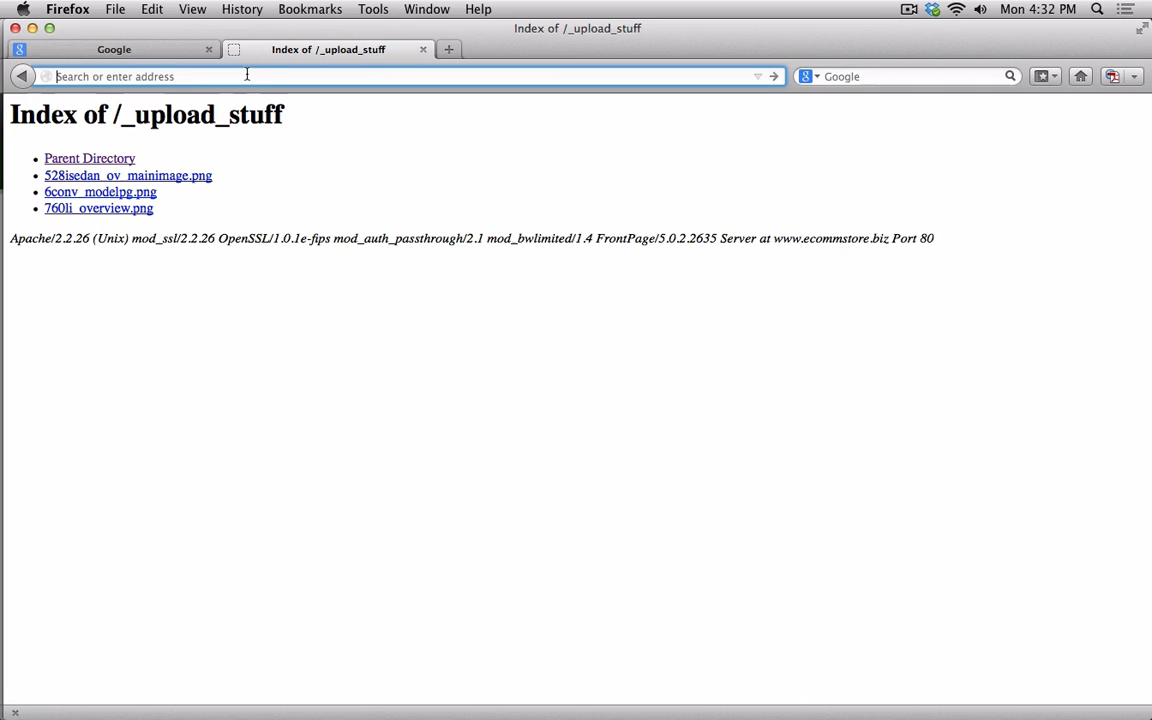 Firefox File Edit View History Bookmarks Tools Window Help Mon 4:32 PM
Index of /_upload_stuff
Google Index of /_upload_stuff
Search or enter address Google
Index of /_upload_stuff
Parent Directory
528isedan_ov_mainimage.png
6conv_modelpg.png
760li_overview.png
Apache/2.2.26 (Unix) mod_ssl/2.2.26 OpenSSL/1.0.1e-fips mod_auth_passthrough/2.1 mod_bwlimited/1.4 FrontPage/5.0.2.2635 Server at www.ecommstore.biz Port 80